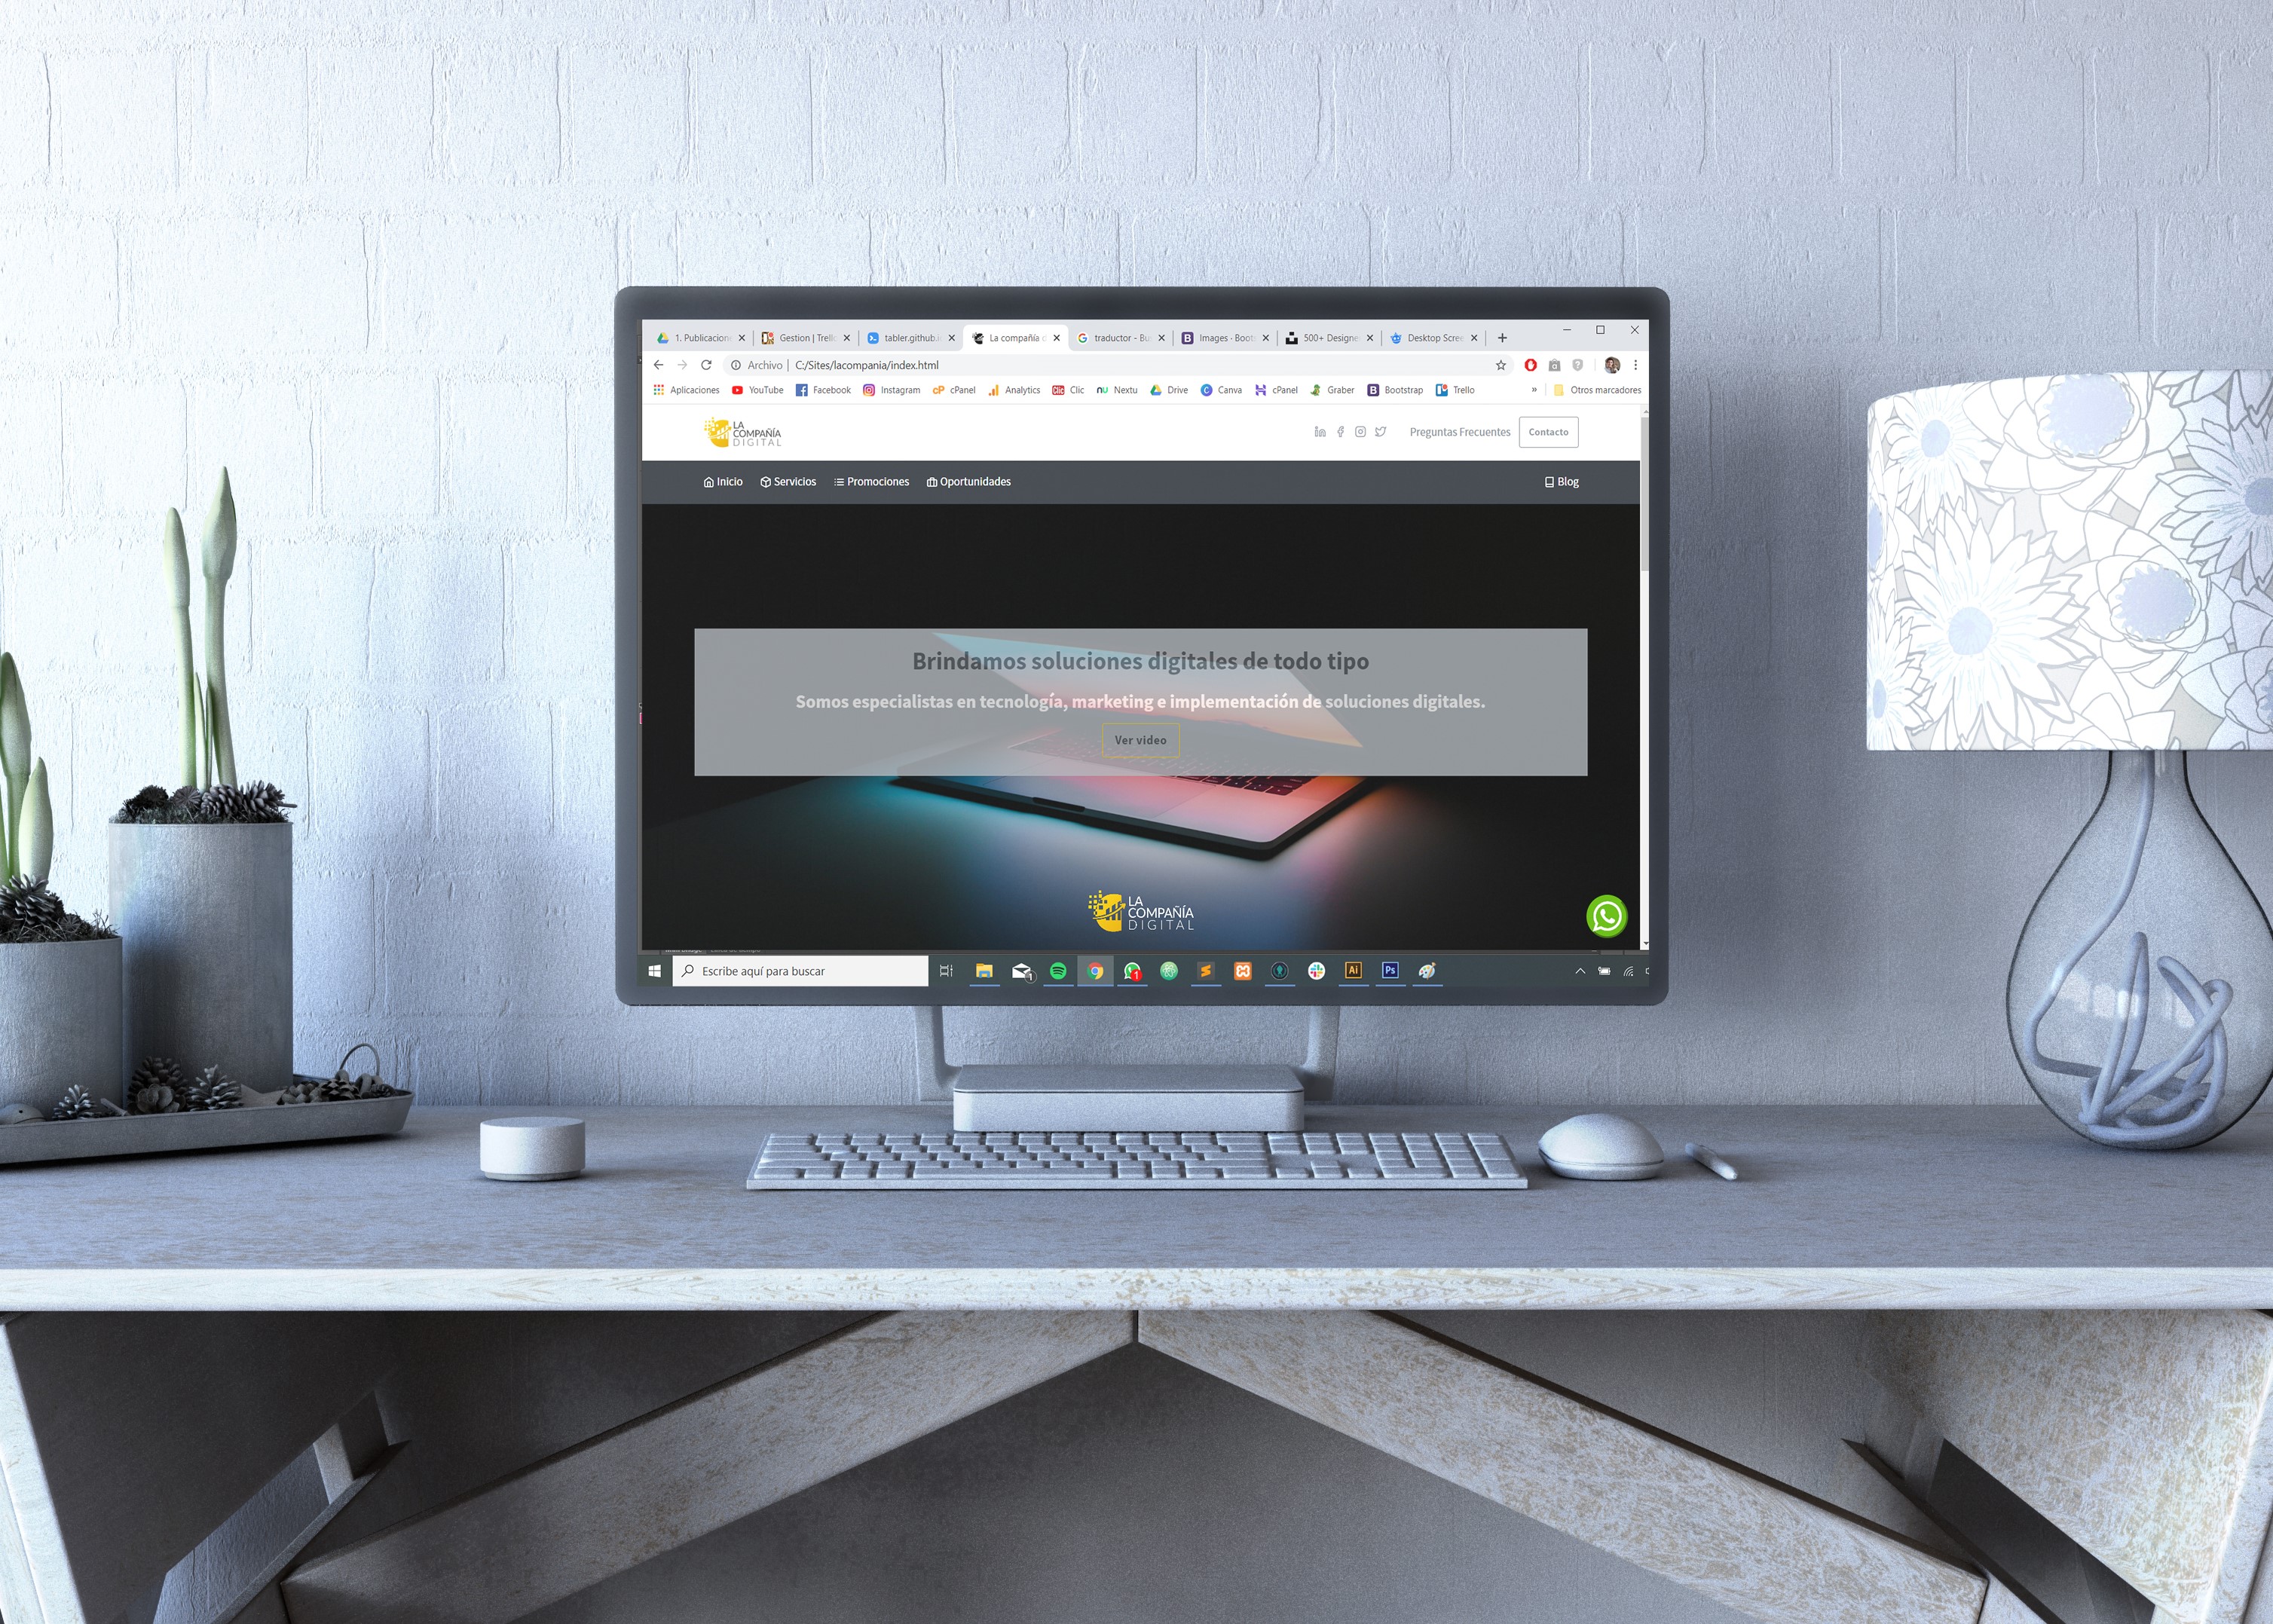 1. Publicacion
Gestion | Trell
tabler.github.i
La compañía d
traductor - Bu
Images · Boot
500+ Designe
Desktop Scree
Archivo | C:/Sites/lacompania/index.html
Aplicaciones YouTube Facebook Instagram cPanel Analytics Clic Nextu Drive Canva cPanel Graber Bootstrap Trello » Otros marcadores
LA
COMPAÑÍA
DIGITAL
Preguntas Frecuentes Contacto
Inicio Servicios Promociones Oportunidades Blog
Brindamos soluciones digitales de todo tipo
Somos especialistas en tecnología, marketing e implementación de soluciones digitales.
Ver video
LA
COMPAÑÍA
DIGITAL
Escribe aquí para buscar
1
1
Ai
Ps